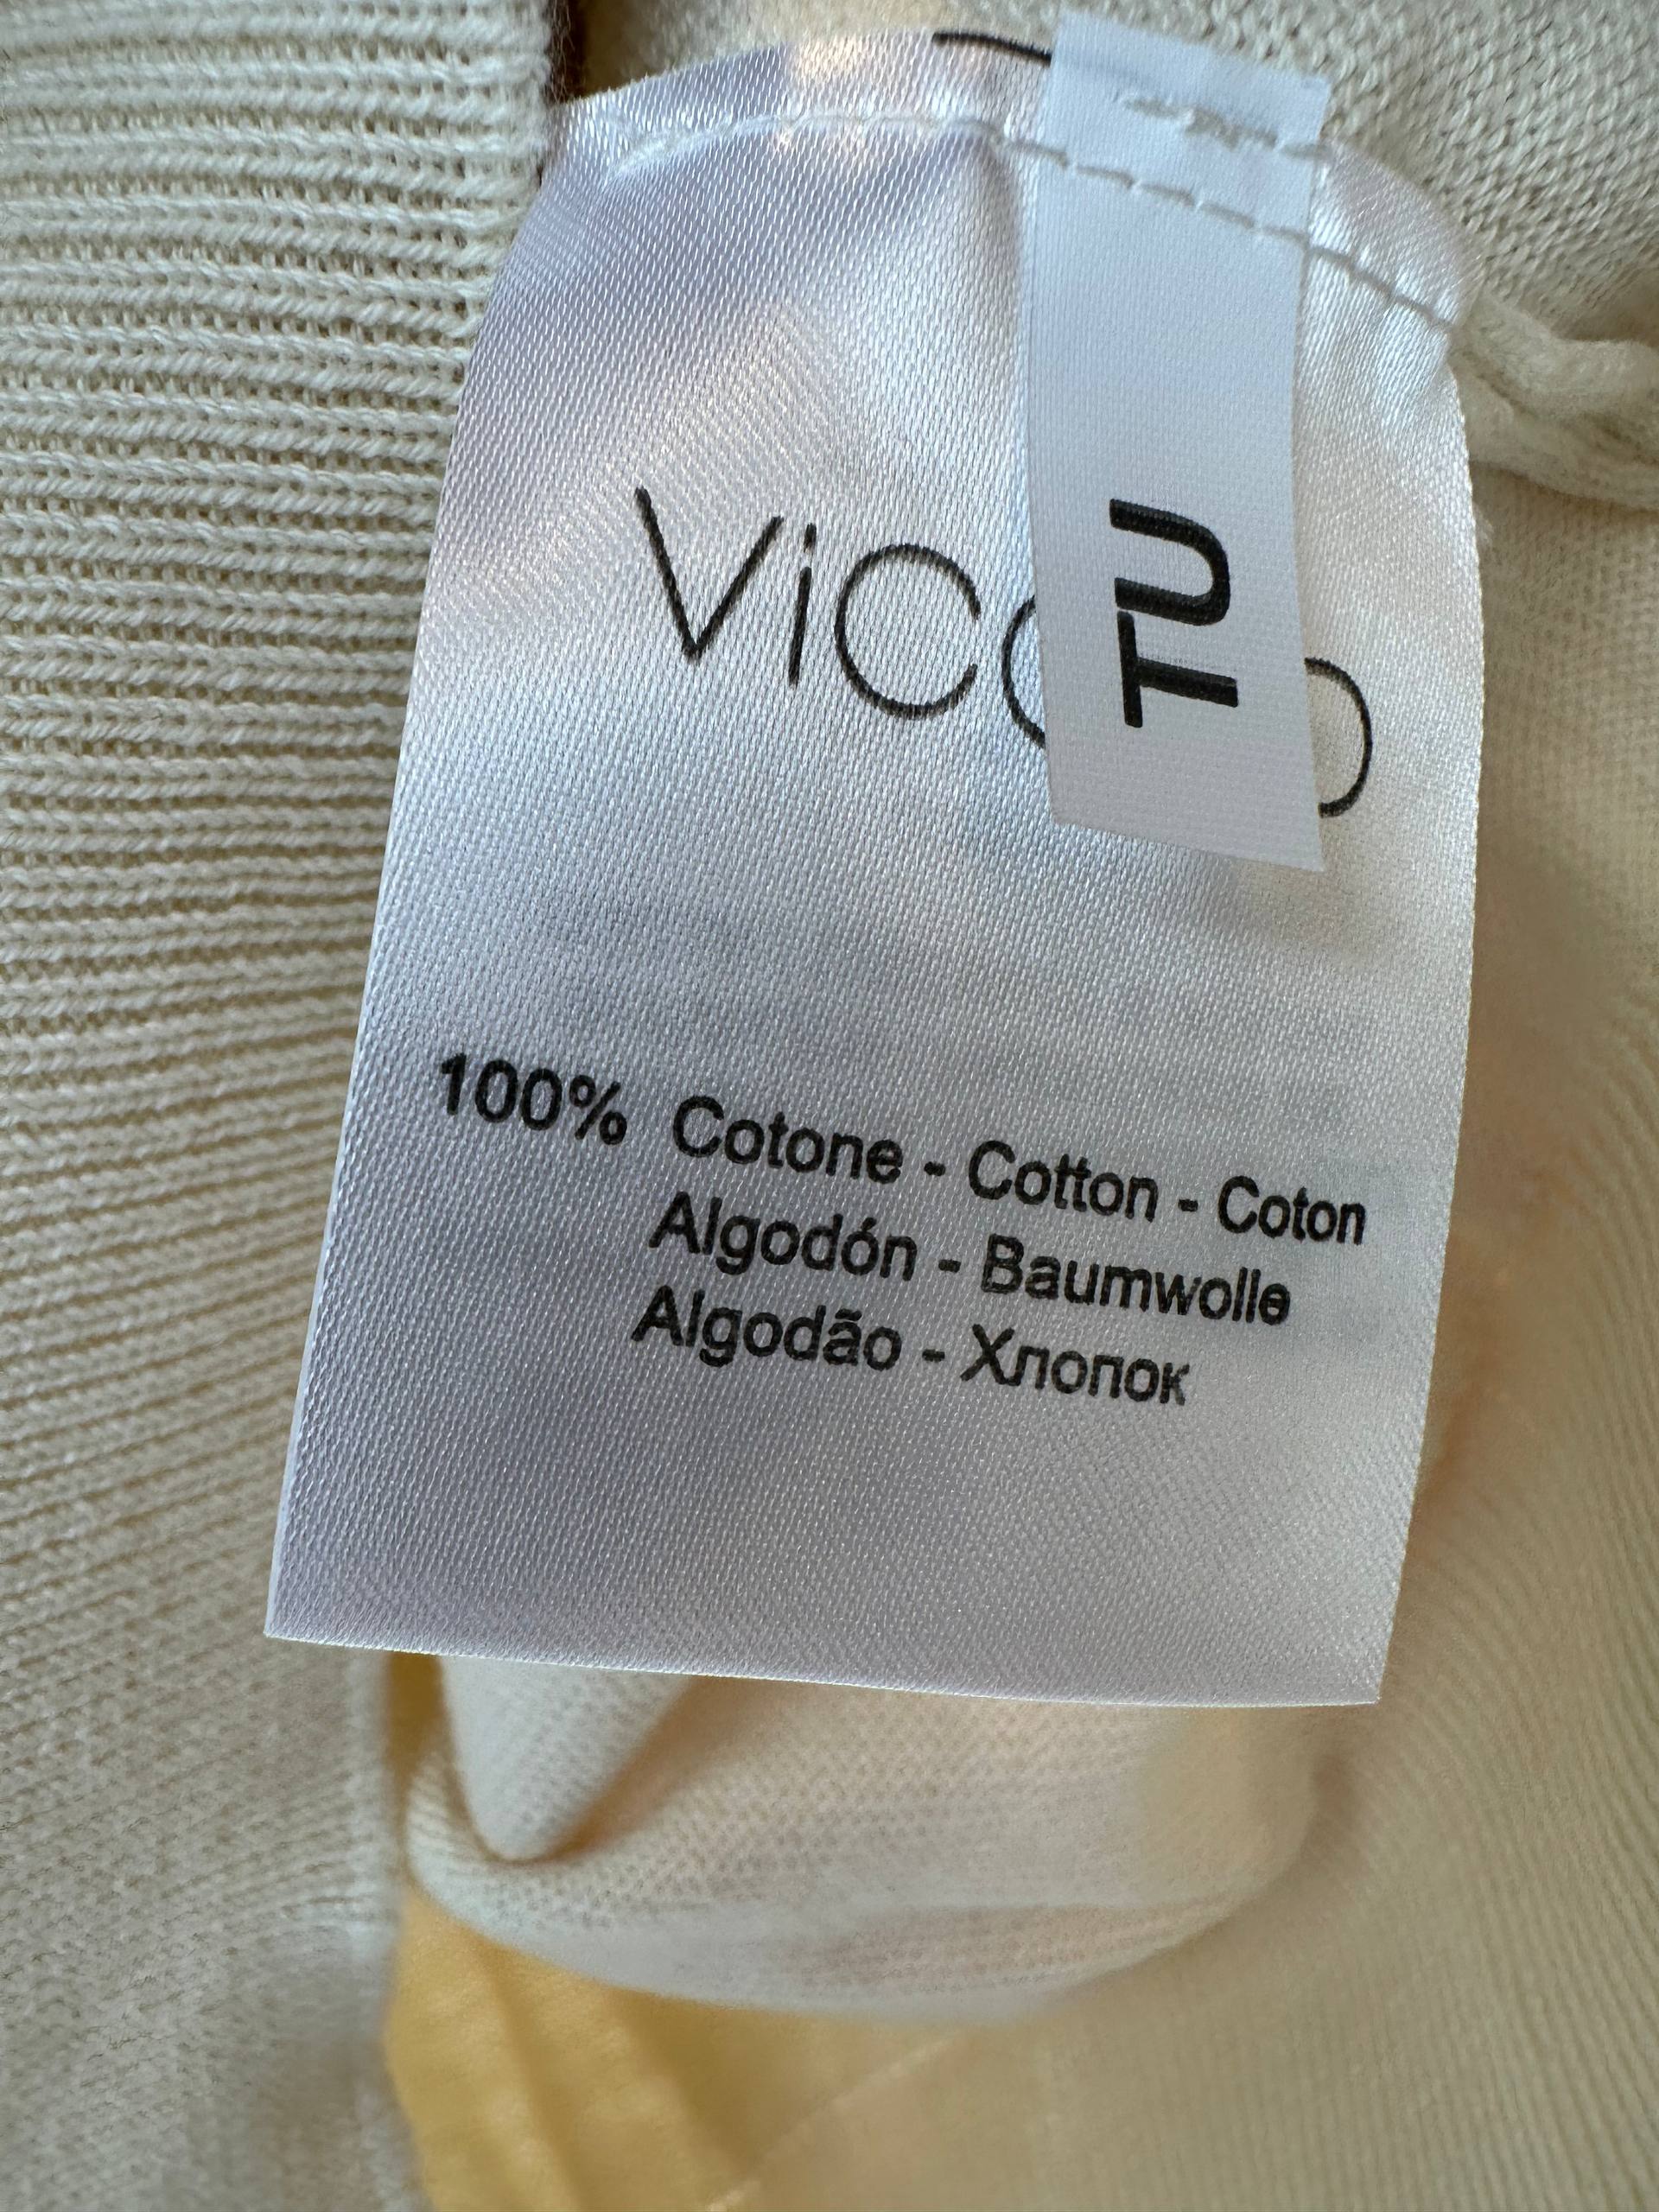 TU
100% Cotone - Cotton - Coton
Algodón - Baumwolle
Algodão - Хлопок